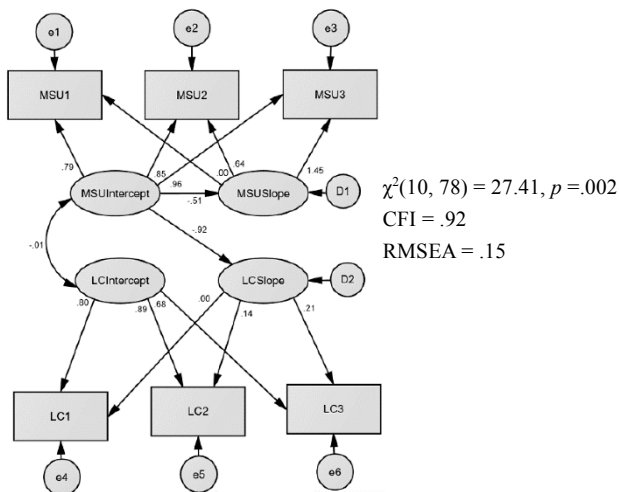 e1
e2
e3
MSU1
MSU2
MSU3
.79
.85
.96
.00
.64
1.45
MSUIntercept
-.51
MSUSlope
D1
χ²(10, 78) = 27.41, p =.002
CFI = .92
RMSEA = .15
-.01
-.92
LCIntercept
LCSlope
D2
.80
.89
.68
.00
.14
.21
LC1
LC2
LC3
e4
e5
e6